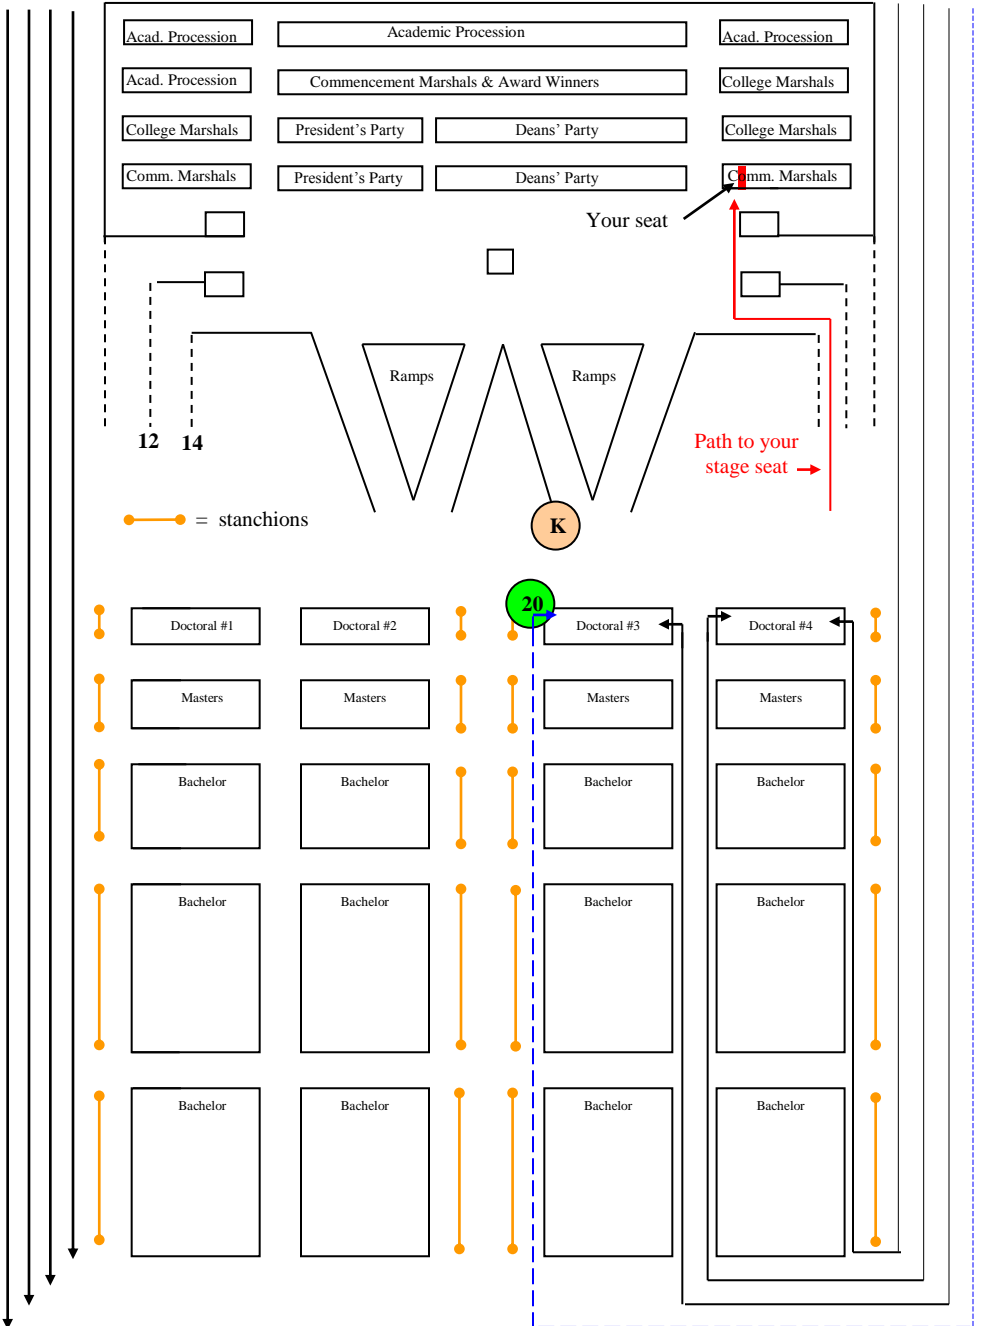 Acad. Procession Academic Procession Acad. Procession
Acad. Procession Commencement Marshals & Award Winners College Marshals
College Marshals President’s Party Deans’ Party College Marshals
Comm. Marshals President’s Party Deans’ Party Comm. Marshals
Your seat
Ramps Ramps
12 14
Path to your
stage seat
= stanchions
K
20
Doctoral #1 Doctoral #2 Doctoral #3 Doctoral #4
Masters Masters Masters Masters
Bachelor Bachelor Bachelor Bachelor
Bachelor Bachelor Bachelor Bachelor
Bachelor Bachelor Bachelor Bachelor